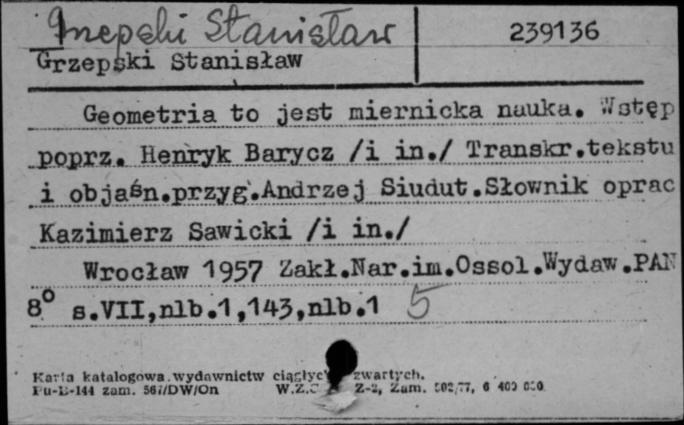 Grzepski Stanisław
239136
Grzepski Stanisław
Geometria to jest miernicka nauka. Wstęp
poprz. Henryk Barycz /i in./ Transkr.tekstu
i objaśn.przyg.Andrzej Siudut.Słownik oprac
Kazimierz Sawicki /i in./
Wrocław 1957 Zakł.Nar.im.Ossol.Wydaw.PAN
8° s.VII,nlb.1,143,nlb.1 5
Karta katalogowa wydawnictw ciągłych zwartych.
Pu-B-144 zam. 567/DW/On W.Z. Z-2, Zam.